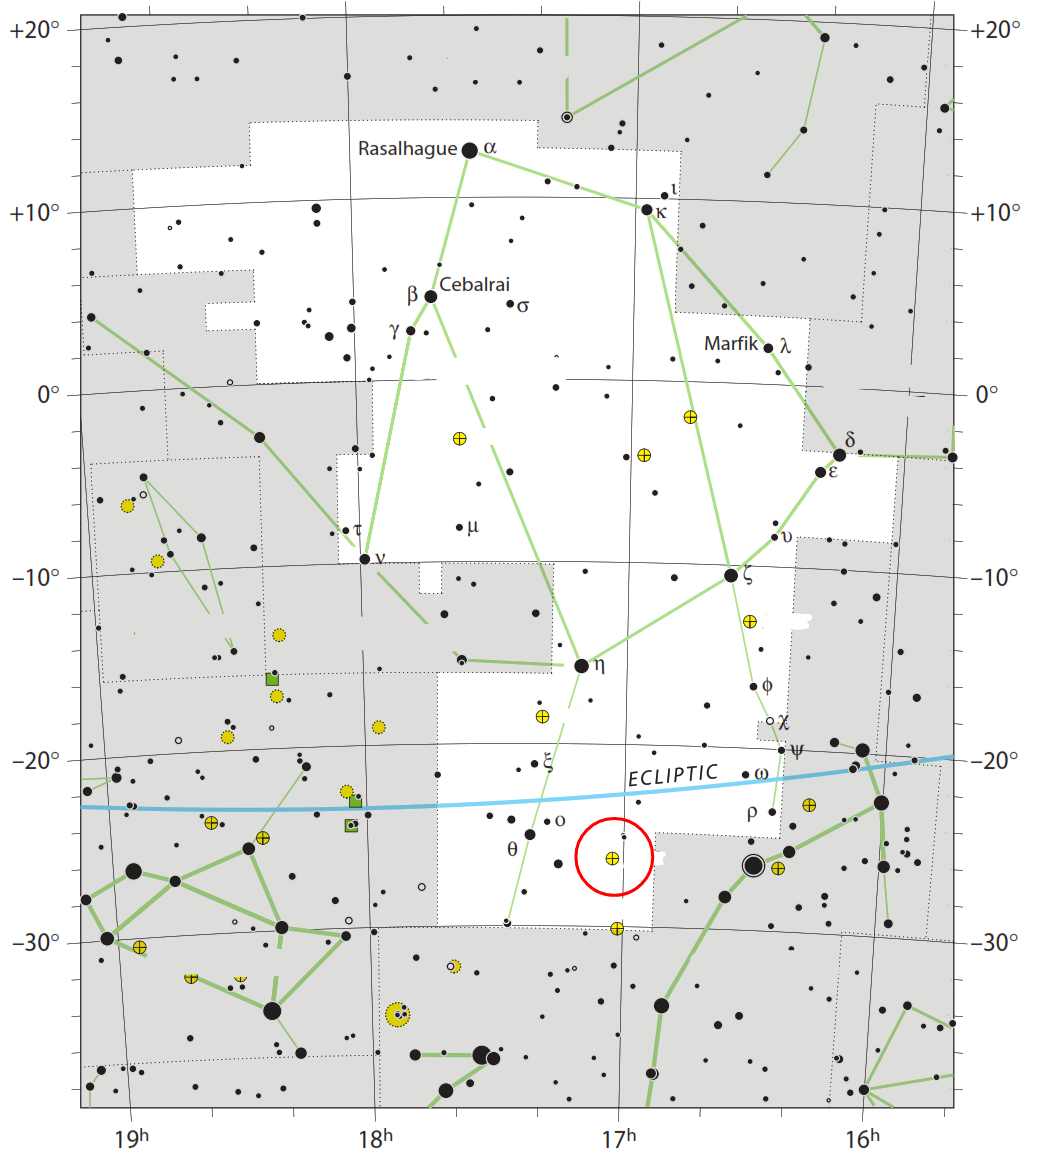 +20° +20°
Rasalhague α
ι
+10° κ +10°
Cebalrai
β σ
γ
Marfik λ
0° 0°
δ
ε
μ
τ υ
ν
−10° ζ −10°
η
ϕ
χ
−20° ξ ψ −20°
ECLIPTIC ω
ο ρ
θ
−30° −30°
19h 18h 17h 16h